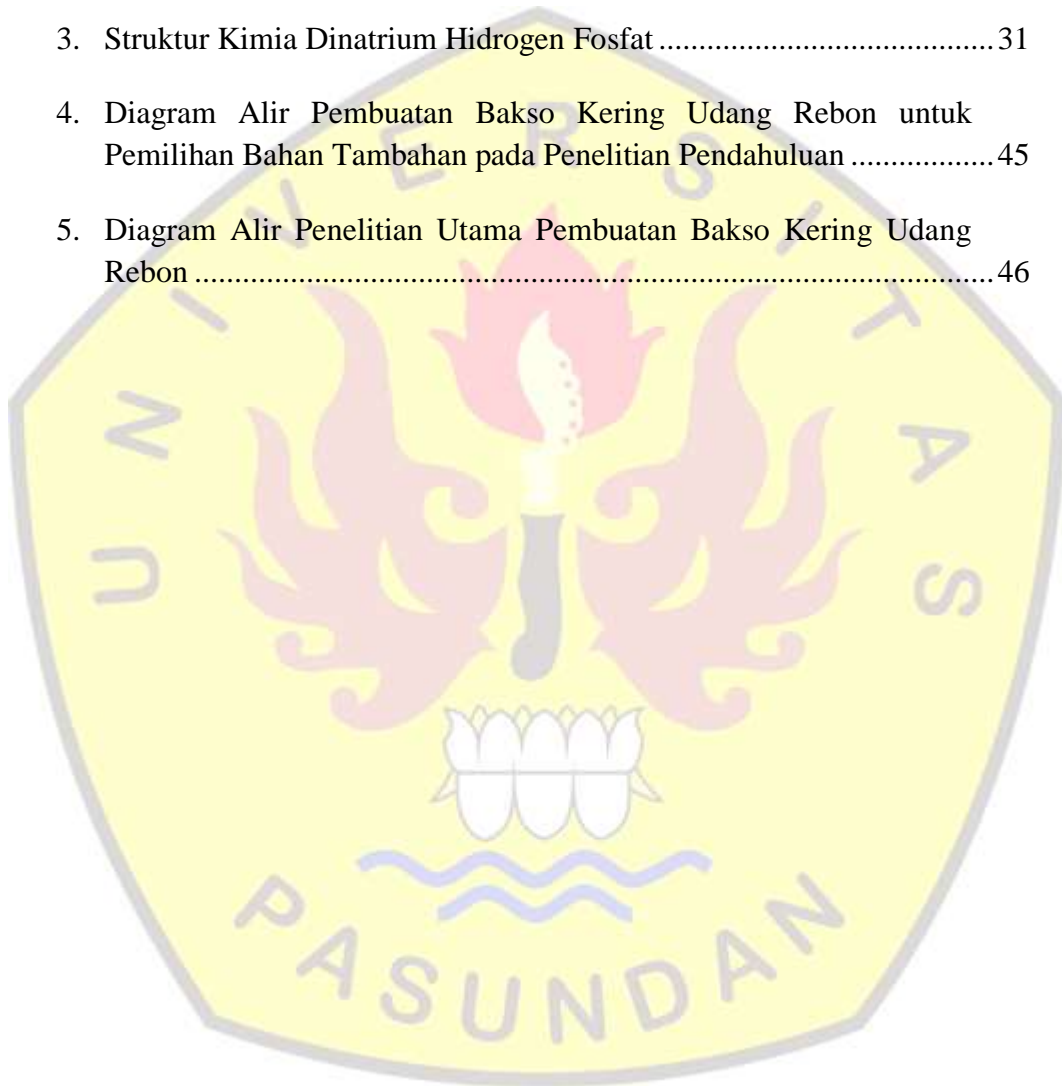 3. Struktur Kimia Dinatrium Hidrogen Fosfat ....................................... 31
4. Diagram Alir Pembuatan Bakso Kering Udang Rebon untuk
Pemilihan Bahan Tambahan pada Penelitian Pendahuluan .................. 45
5. Diagram Alir Penelitian Utama Pembuatan Bakso Kering Udang
Rebon ................................................................................................ 46
UNIVERSITAS
PASUNDAN